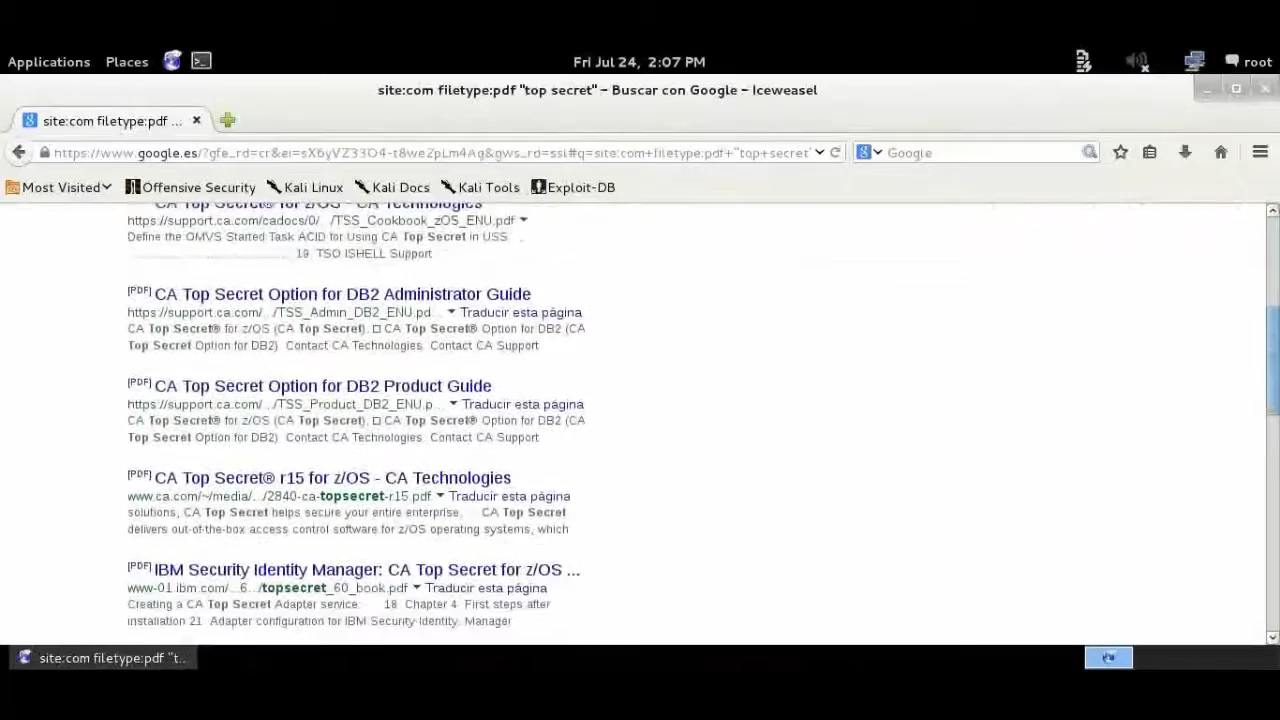 Applications Places Fri Jul 24, 2:07 PM root
site:com filetype:pdf "top secret" - Buscar con Google - Iceweasel
site:com filetype:pdf ...
https://www.google.es/?gfe_rd=cr&ei=sX6yVZ33O4-t8we2pLm4Ag&gws_rd=ssl#q=site:com+filetype:pdf+"top+secret" Google
Most Visited Offensive Security Kali Linux Kali Docs Kali Tools Exploit-DB
CA Top Secret® for z/OS - CA Technologies
https://support.ca.com/cadocs/0/.../TSS_Cookbook_zOS_ENU.pdf
Define the OMVS Started Task ACID for Using CA Top Secret in USS
19 TSO ISHELL Support
[PDF] CA Top Secret Option for DB2 Administrator Guide
https://support.ca.com/.../TSS_Admin_DB2_ENU.pd... Traducir esta página
CA Top Secret® for z/OS (CA Top Secret). □ CA Top Secret® Option for DB2 (CA
Top Secret Option for DB2) Contact CA Technologies. Contact CA Support
[PDF] CA Top Secret Option for DB2 Product Guide
https://support.ca.com/.../TSS_Product_DB2_ENU.p... Traducir esta página
CA Top Secret® for z/OS (CA Top Secret). □ CA Top Secret® Option for DB2 (CA
Top Secret Option for DB2) Contact CA Technologies. Contact CA Support
[PDF] CA Top Secret® r15 for z/OS - CA Technologies
www.ca.com/~/media/.../2840-ca-topsecret-r15.pdf Traducir esta página
solutions, CA Top Secret helps secure your entire enterprise. CA Top Secret
delivers out-of-the-box access control software for z/OS operating systems, which
[PDF] IBM Security Identity Manager: CA Top Secret for z/OS ...
www-01.ibm.com/...6.../topsecret_60_book.pdf Traducir esta página
Creating a CA Top Secret Adapter service. 18 Chapter 4 First steps after
installation 21 Adapter configuration for IBM Security Identity. Manager
site:com filetype:pdf "t...